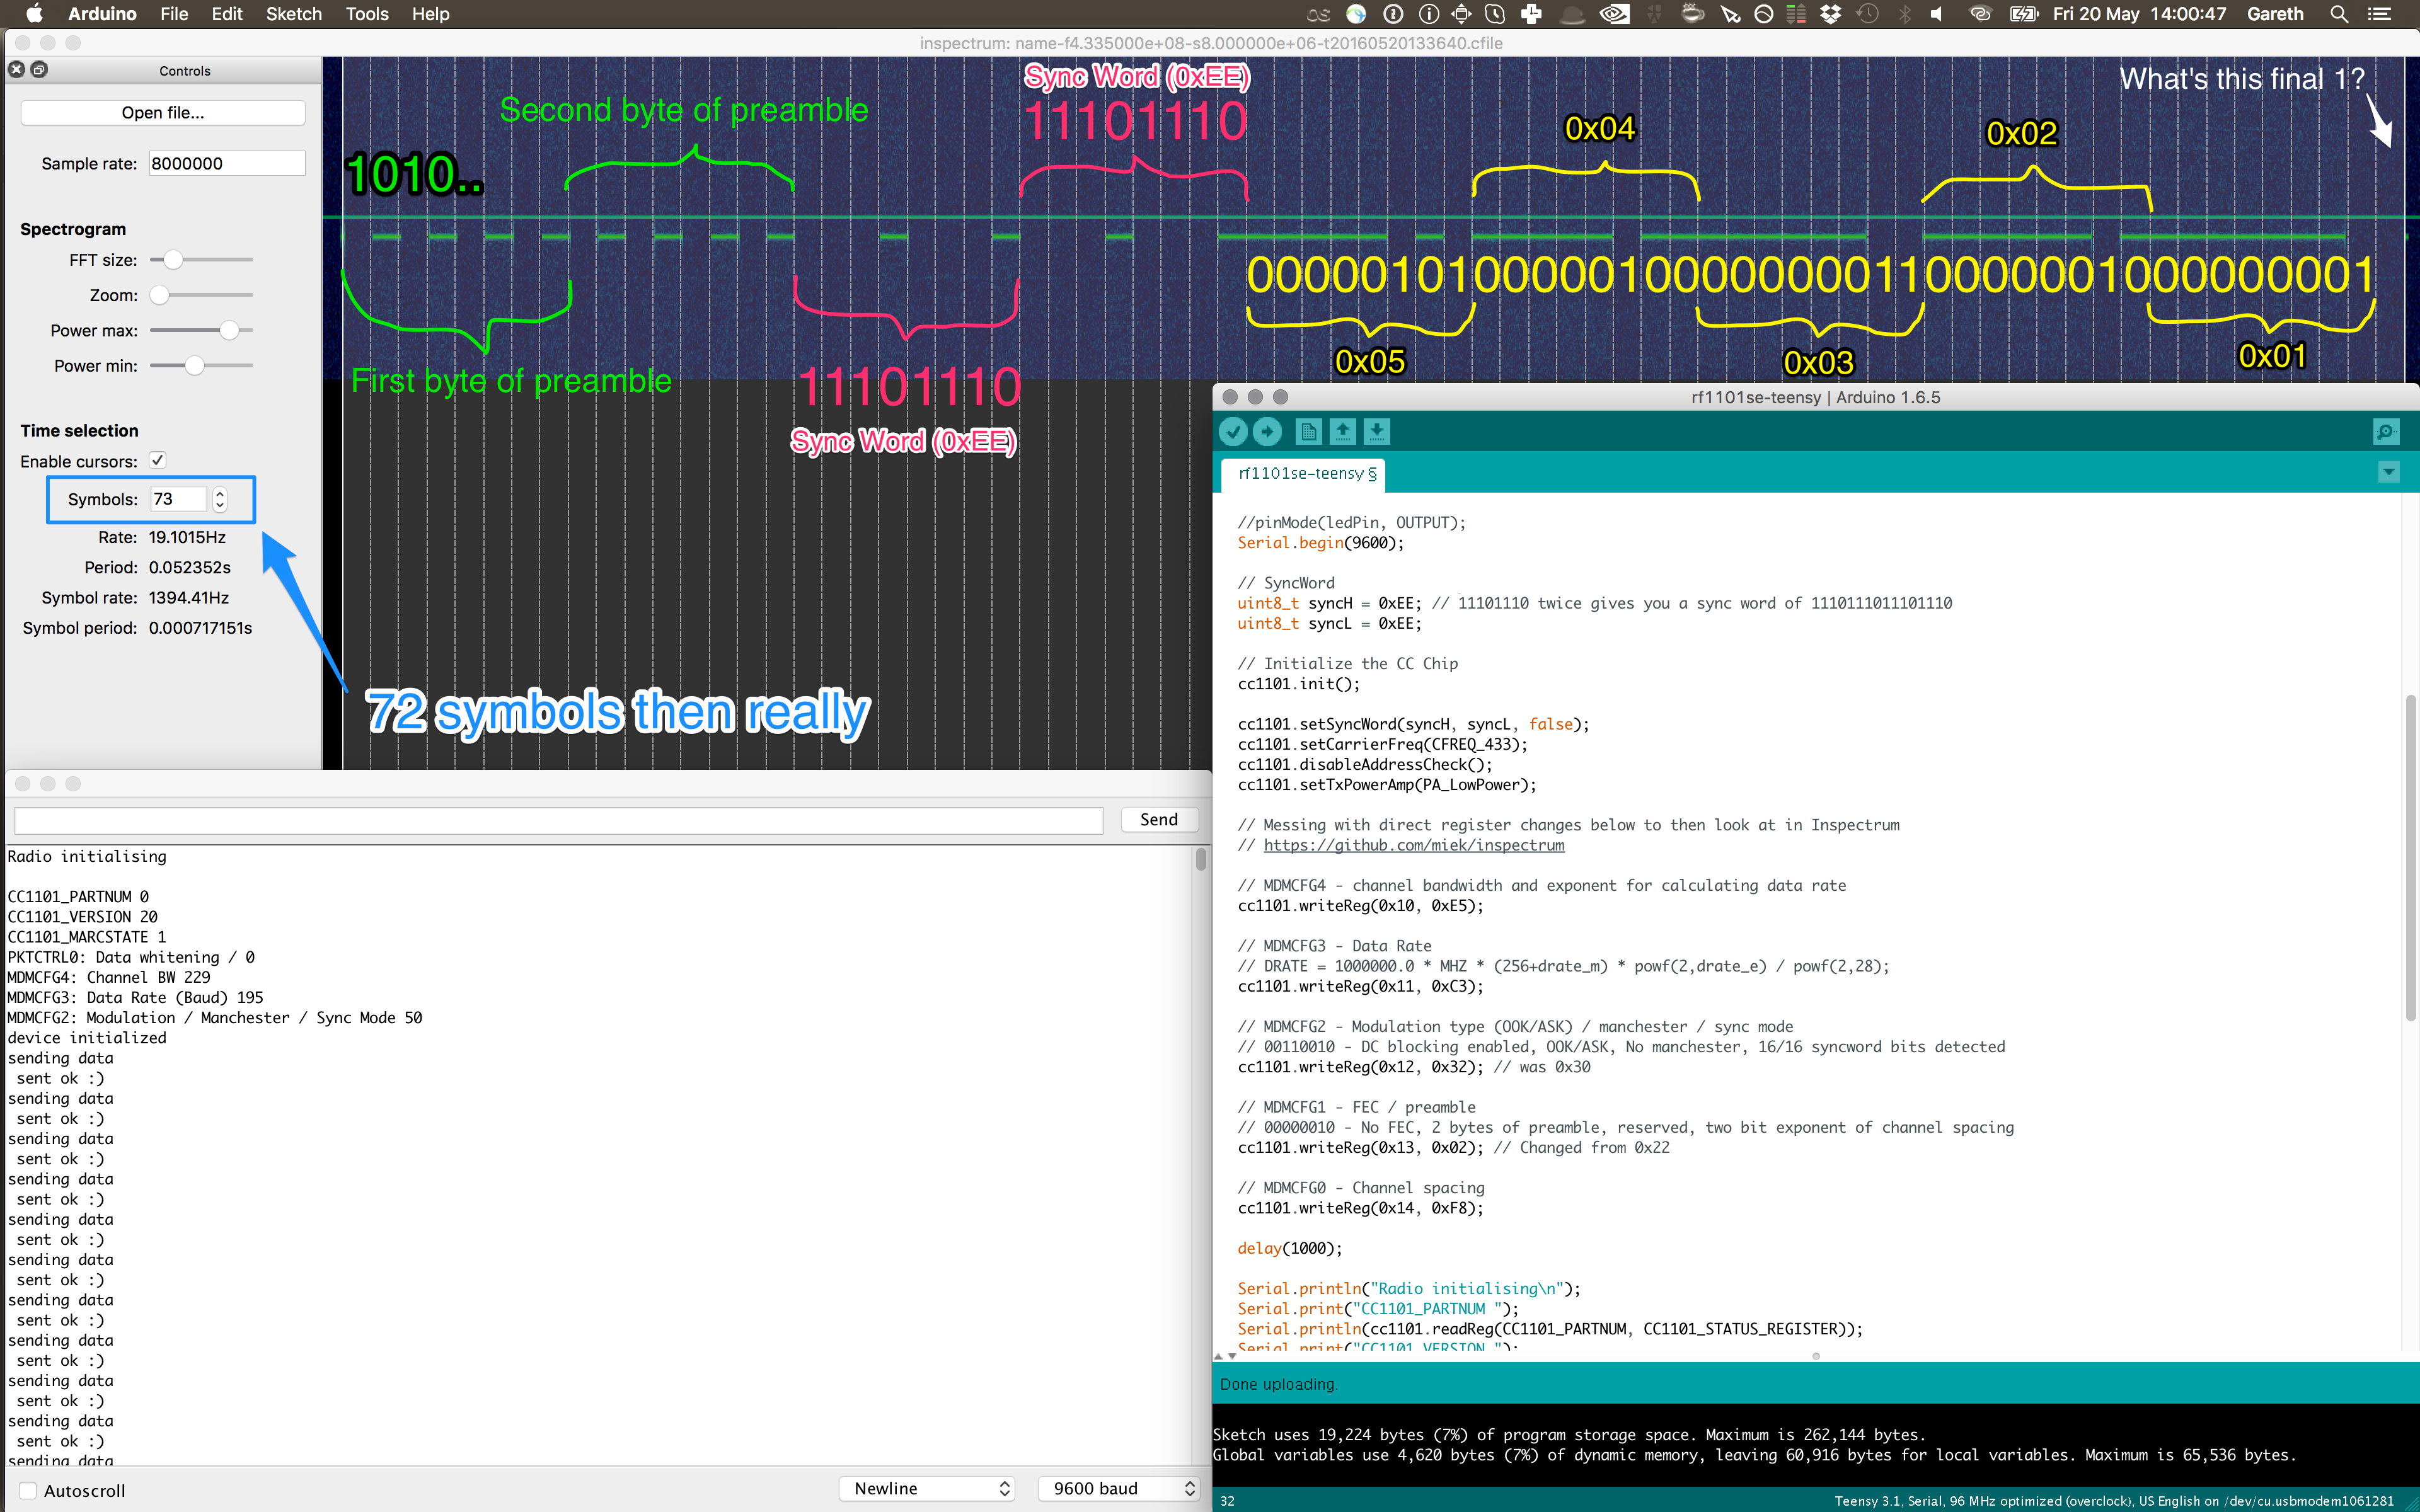 Arduino File Edit Sketch Tools Help
Fri 20 May 14:00:47 Gareth
inspectrum: name-f4.335000e+08-s8.000000e+06-t20160520133640.cfile
Controls
Open file...
Sample rate: 8000000
Spectrogram
FFT size:
Zoom:
Power max:
Power min:
Time selection
Enable cursors:
Symbols: 73
Rate: 19.1015Hz
Period: 0.052352s
Symbol rate: 1394.41Hz
Symbol period: 0.000717151s
1010..
Second byte of preamble
Sync Word (0xEE)
11101110
0x04
0x02
What's this final 1?
First byte of preamble
11101110
Sync Word (0xEE)
0000010100000100000000011000000100000000 1
0x05
0x03
0x01
72 symbols then really
Send
Radio initialising
CC1101_PARTNUM 0
CC1101_VERSION 20
CC1101_MARCSTATE 1
PKTCTRL0: Data whitening / 0
MDMCFG4: Channel BW 229
MDMCFG3: Data Rate (Baud) 195
MDMCFG2: Modulation / Manchester / Sync Mode 50
device initialized
sending data
sent ok :)
sending data
sent ok :)
sending data
sent ok :)
sending data
sent ok :)
sending data
sent ok :)
sending data
sent ok :)
sending data
sent ok :)
sending data
sent ok :)
sending data
sent ok :)
sending data
sent ok :)
sending data
Autoscroll
Newline
9600 baud
rf1101se-teensy | Arduino 1.6.5
rf1101se-teensy §
//pinMode(ledPin, OUTPUT);
Serial.begin(9600);
// SyncWord
uint8_t syncH = 0xEE; // 11101110 twice gives you a sync word of 1110111011101110
uint8_t syncL = 0xEE;
// Initialize the CC Chip
cc1101.init();
cc1101.setSyncWord(syncH, syncL, false);
cc1101.setCarrierFreq(CFREQ_433);
cc1101.disableAddressCheck();
cc1101.setTxPowerAmp(PA_LowPower);
// Messing with direct register changes below to then look at in Inspectrum
// https://github.com/miek/inspectrum
// MDMCFG4 - channel bandwidth and exponent for calculating data rate
cc1101.writeReg(0x10, 0xE5);
// MDMCFG3 - Data Rate
// DRATE = 1000000.0 * MHZ * (256+drate_m) * powf(2,drate_e) / powf(2,28);
cc1101.writeReg(0x11, 0xC3);
// MDMCFG2 - Modulation type (OOK/ASK) / manchester / sync mode
// 00110010 - DC blocking enabled, OOK/ASK, No manchester, 16/16 syncword bits detected
cc1101.writeReg(0x12, 0x32); // was 0x30
// MDMCFG1 - FEC / preamble
// 00000010 - No FEC, 2 bytes of preamble, reserved, two bit exponent of channel spacing
cc1101.writeReg(0x13, 0x02); // Changed from 0x22
// MDMCFG0 - Channel spacing
cc1101.writeReg(0x14, 0xF8);
delay(1000);
Serial.println("Radio initialising\n");
Serial.print("CC1101_PARTNUM ");
Serial.println(cc1101.readReg(CC1101_PARTNUM, CC1101_STATUS_REGISTER));
Serial.print("CC1101_VERSION ");
Done uploading.
Sketch uses 19,224 bytes (7%) of program storage space. Maximum is 262,144 bytes.
Global variables use 4,620 bytes (7%) of dynamic memory, leaving 60,916 bytes for local variables. Maximum is 65,536 bytes.
32
Teensy 3.1, Serial, 96 MHz optimized (overclock), US English on /dev/cu.usbmodem1061281